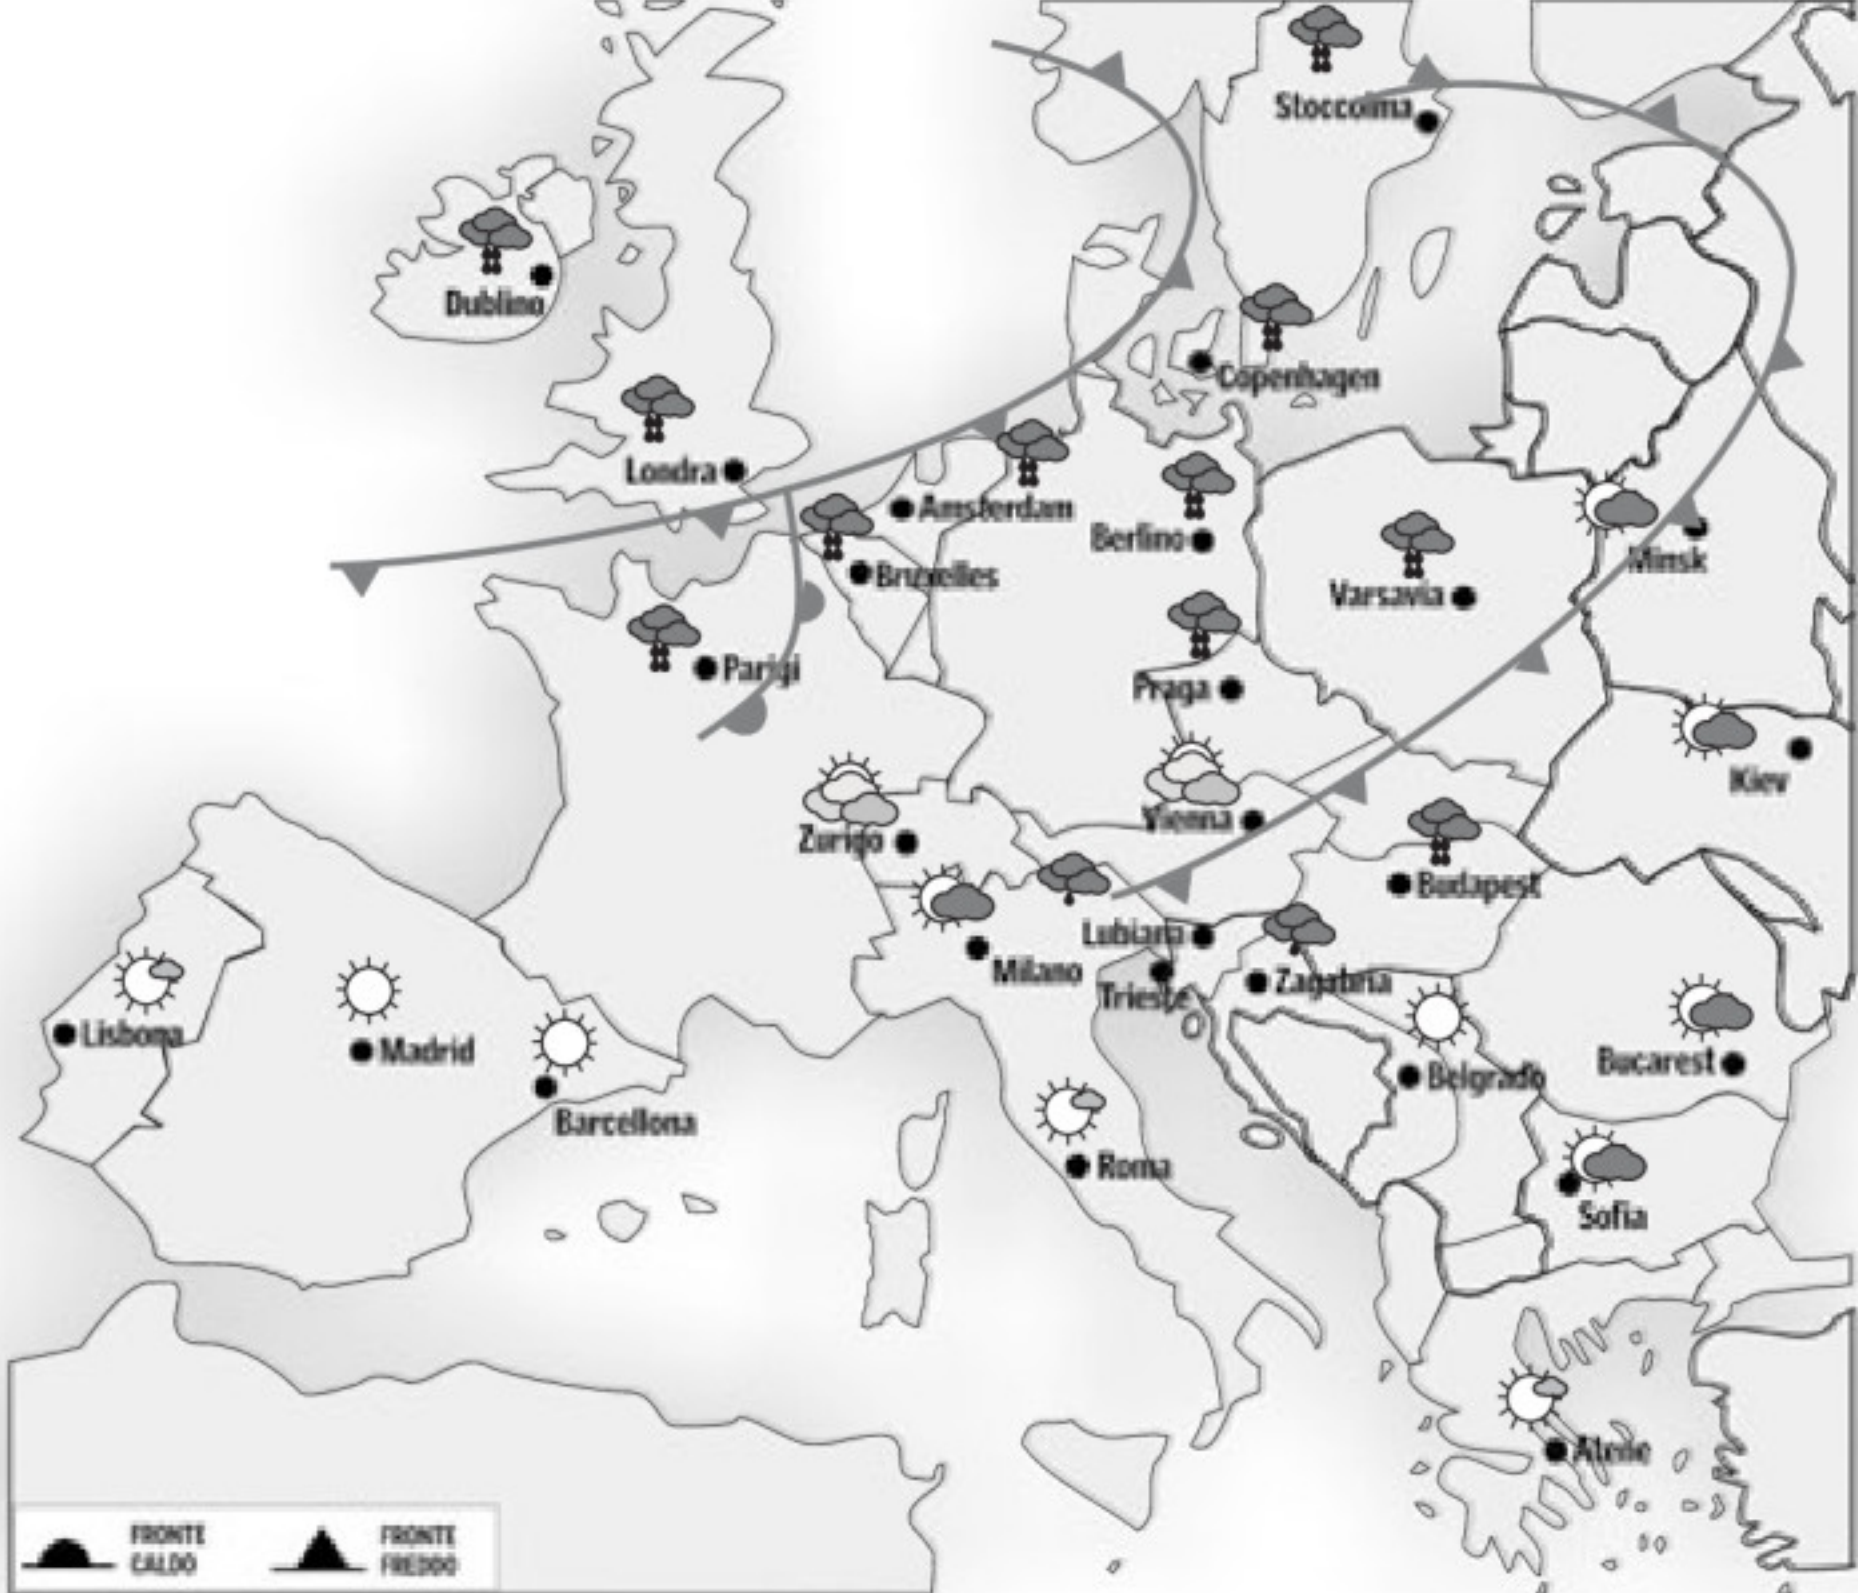 Stoccolma
Dublino
Copenhagen
Londra
Amsterdam
Berlino
Minsk
Bruxelles
Varsavia
Parigi
Praga
Kiev
Vienna
Zurigo
Budapest
Lubiana
Milano
Zagabria
Trieste
Lisbona
Madrid
Belgrado
Bucarest
Barcellona
Roma
Sofia
Atene
FRONTE
CALDO
FRONTE
FREDDO